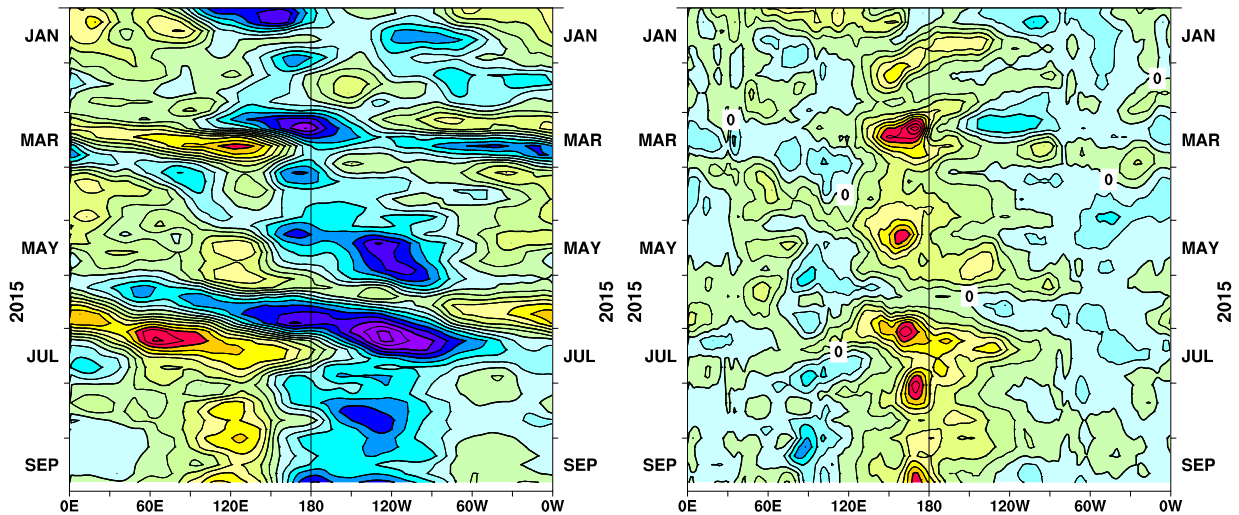 JAN JAN JAN JAN
0
0
MAR MAR MAR MAR
0
0
MAY MAY MAY MAY
2015 2015 2015 2015
0
JUL JUL JUL JUL
0
SEP SEP SEP SEP
0E 60E 120E 180 120W 60W 0W 0E 60E 120E 180 120W 60W 0W